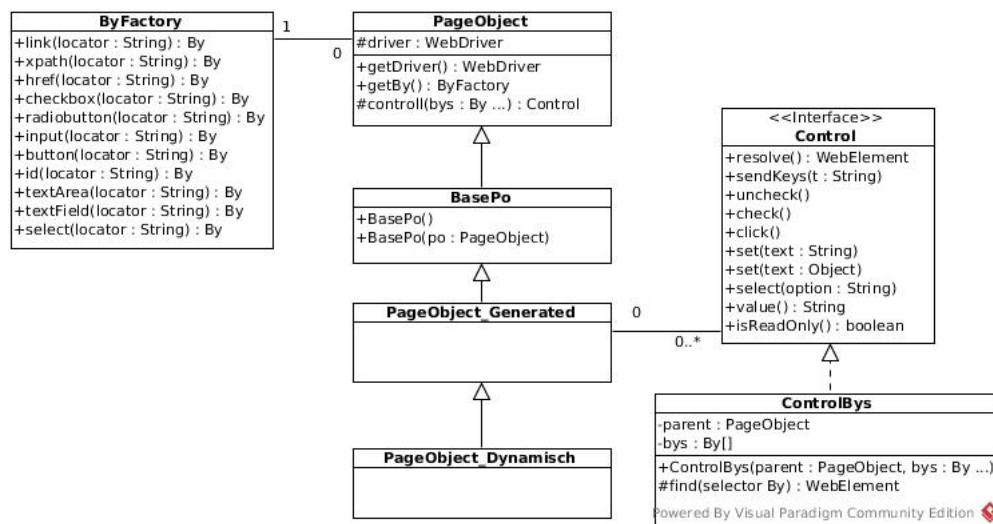 ByFactory
+link(locator : String) : By
+xpath(locator : String) : By
+href(locator : String) : By
+checkbox(locator : String) : By
+radiobutton(locator : String) : By
+input(locator : String) : By
+button(locator : String) : By
+id(locator : String) : By
+textArea(locator : String) : By
+textField(locator : String) : By
+select(locator : String) : By
1
0
PageObject
#driver : WebDriver
+getDriver() : WebDriver
+getBy() : ByFactory
#controll(bys : By ...) : Control
BasePo
+BasePo()
+BasePo(po : PageObject)
PageObject_Generated
0
0..*
PageObject_Dynamisch
<<Interface>>
Control
+resolve() : WebElement
+sendKeys(t : String)
+uncheck()
+check()
+click()
+set(text : String)
+set(text : Object)
+select(option : String)
+value() : String
+isReadOnly() : boolean
ControlBys
-parent : PageObject
-bys : By[]
+ControlBys(parent : PageObject, bys : By ...)
#find(selector By) : WebElement
Powered By Visual Paradigm Community Edition